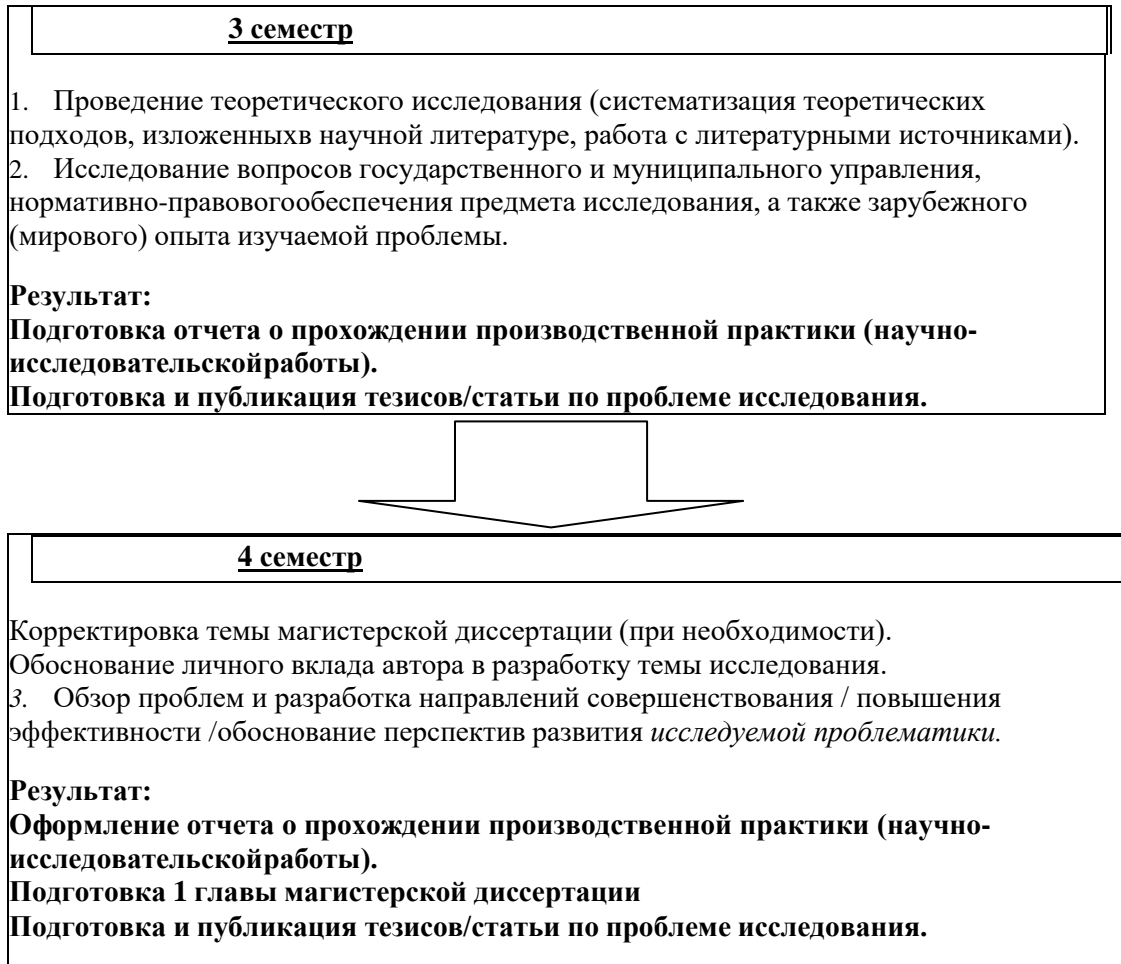 3 семестр
1. Проведение теоретического исследования (систематизация теоретических
подходов, изложенныхв научной литературе, работа с литературными источниками).
2. Исследование вопросов государственного и муниципального управления,
нормативно-правовогообеспечения предмета исследования, а также зарубежного
(мирового) опыта изучаемой проблемы.
Результат:
Подготовка отчета о прохождении производственной практики (научно-
исследовательскойработы).
Подготовка и публикация тезисов/статьи по проблеме исследования.
4 семестр
Корректировка темы магистерской диссертации (при необходимости).
Обоснование личного вклада автора в разработку темы исследования.
3. Обзор проблем и разработка направлений совершенствования / повышения
эффективности /обоснование перспектив развития исследуемой проблематики.
Результат:
Оформление отчета о прохождении производственной практики (научно-
исследовательскойработы).
Подготовка 1 главы магистерской диссертации
Подготовка и публикация тезисов/статьи по проблеме исследования.